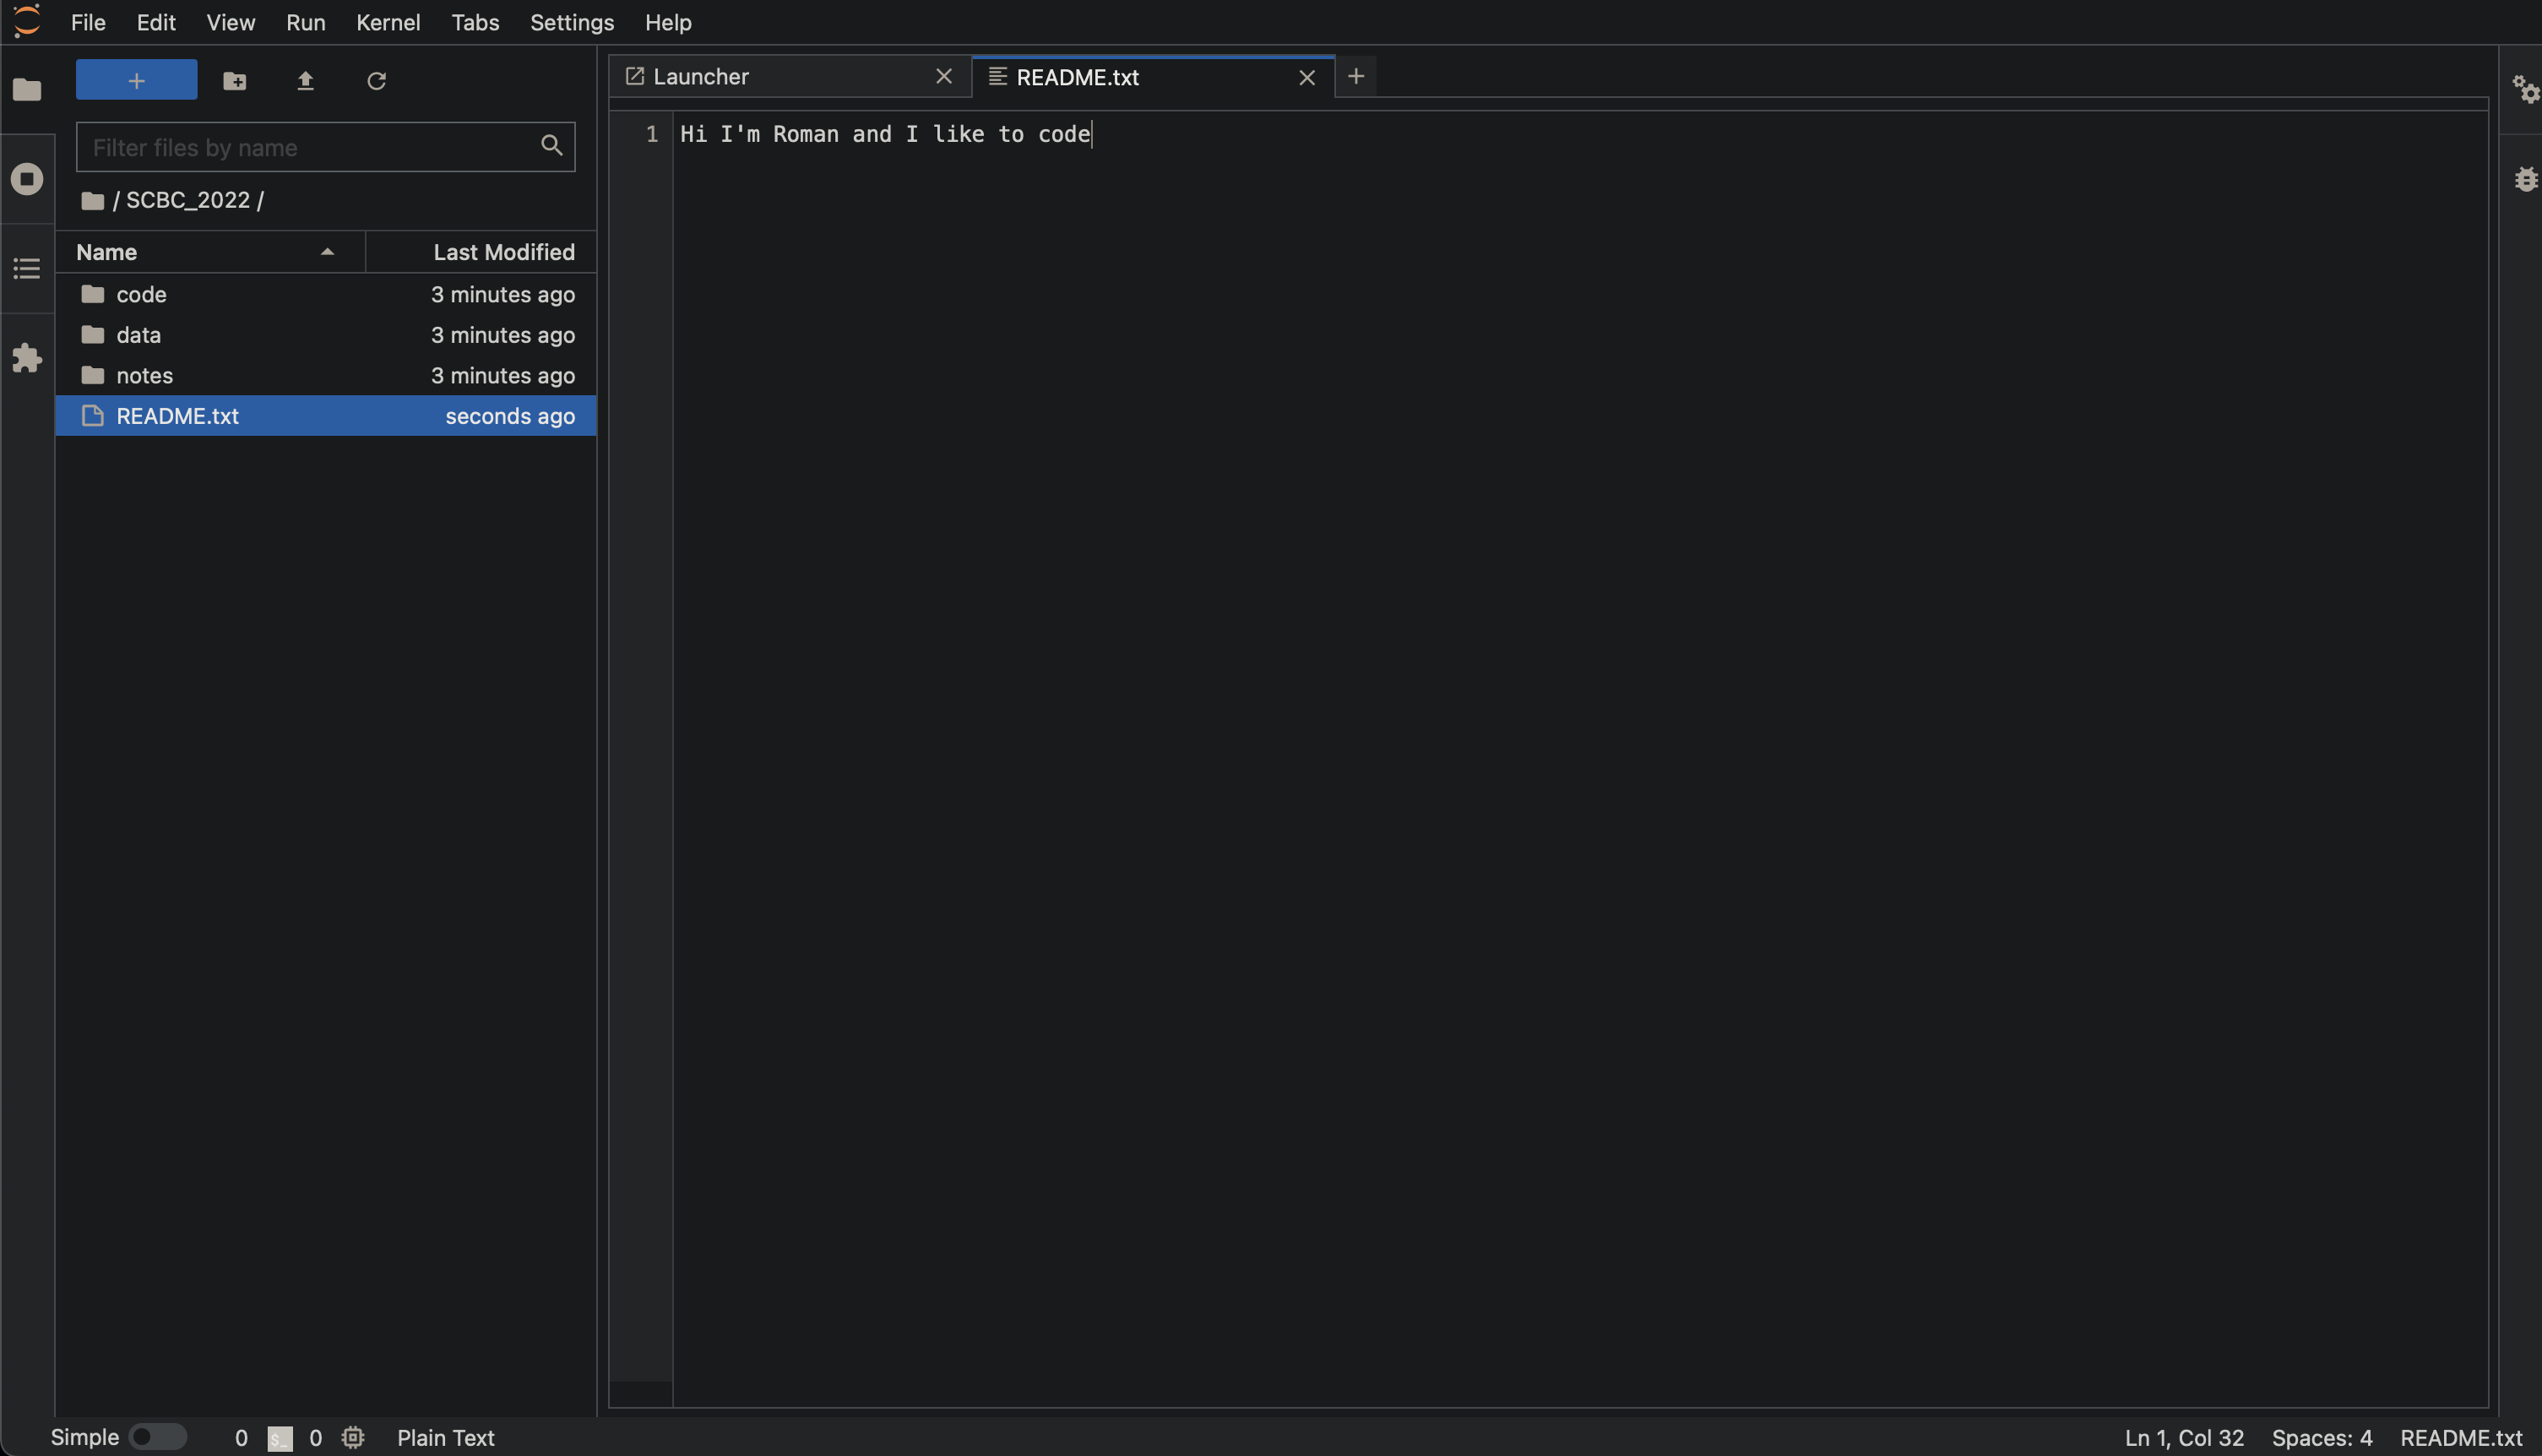 File Edit View Run Kernel Tabs Settings Help
+
Filter files by name
/ SCBC_2022 /
Name Last Modified
code 3 minutes ago
data 3 minutes ago
notes 3 minutes ago
README.txt seconds ago
Launcher README.txt +
1 Hi I'm Roman and I like to code
Simple 0 $_ 0 Plain Text Ln 1, Col 32 Spaces: 4 README.txt